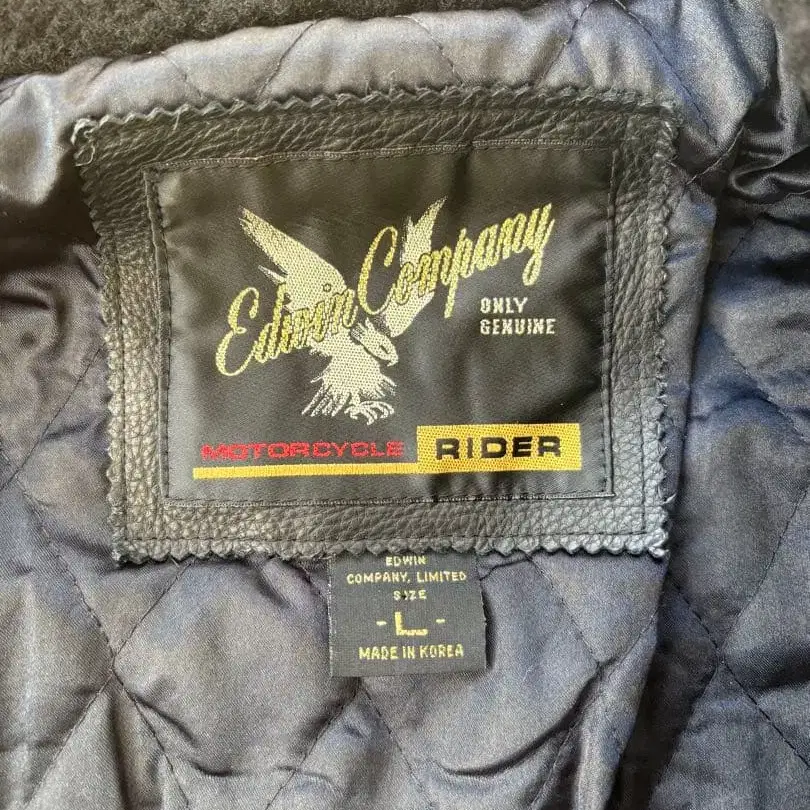 Edwin Company
ONLY
GENUINE
MOTORCYCLE RIDER
EDWIN
COMPANY, LIMITED
SIZE
-L-
MADE IN KOREA